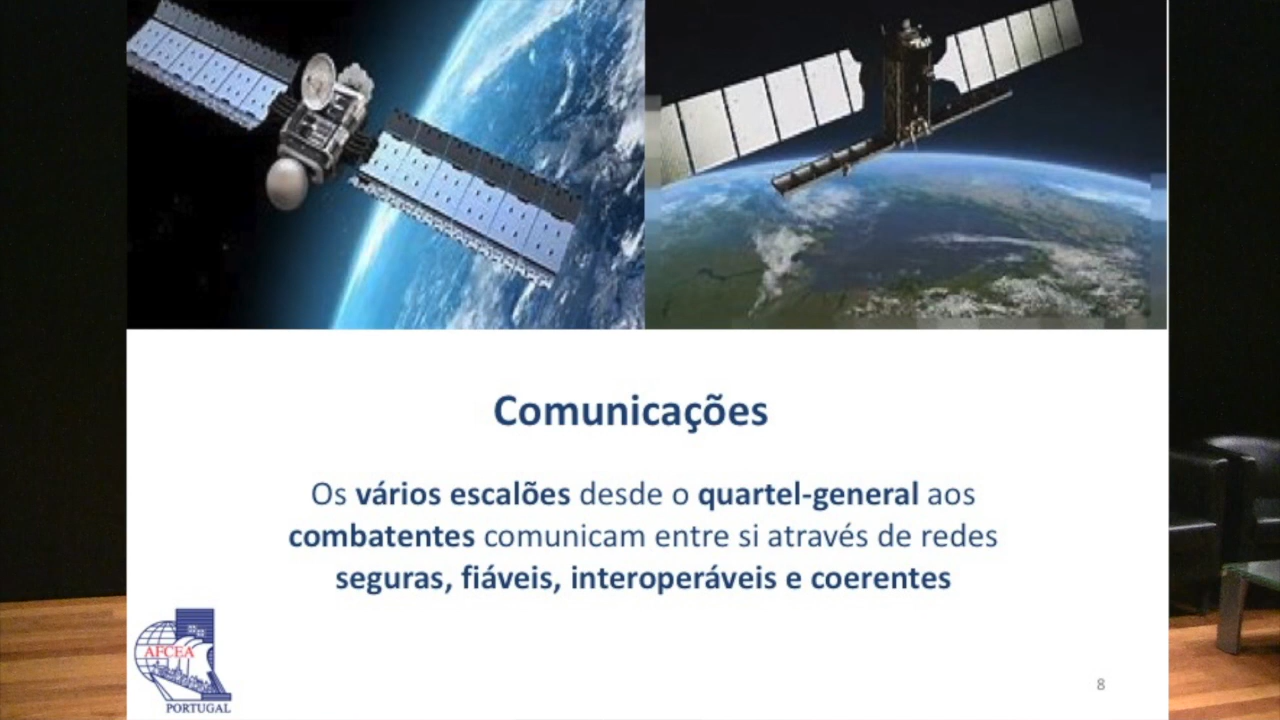 Comunicações
Os vários escalões desde o quartel-general aos
combatentes comunicam entre si através de redes
seguras, fiáveis, interoperáveis e coerentes
AFCEA
PORTUGAL
8